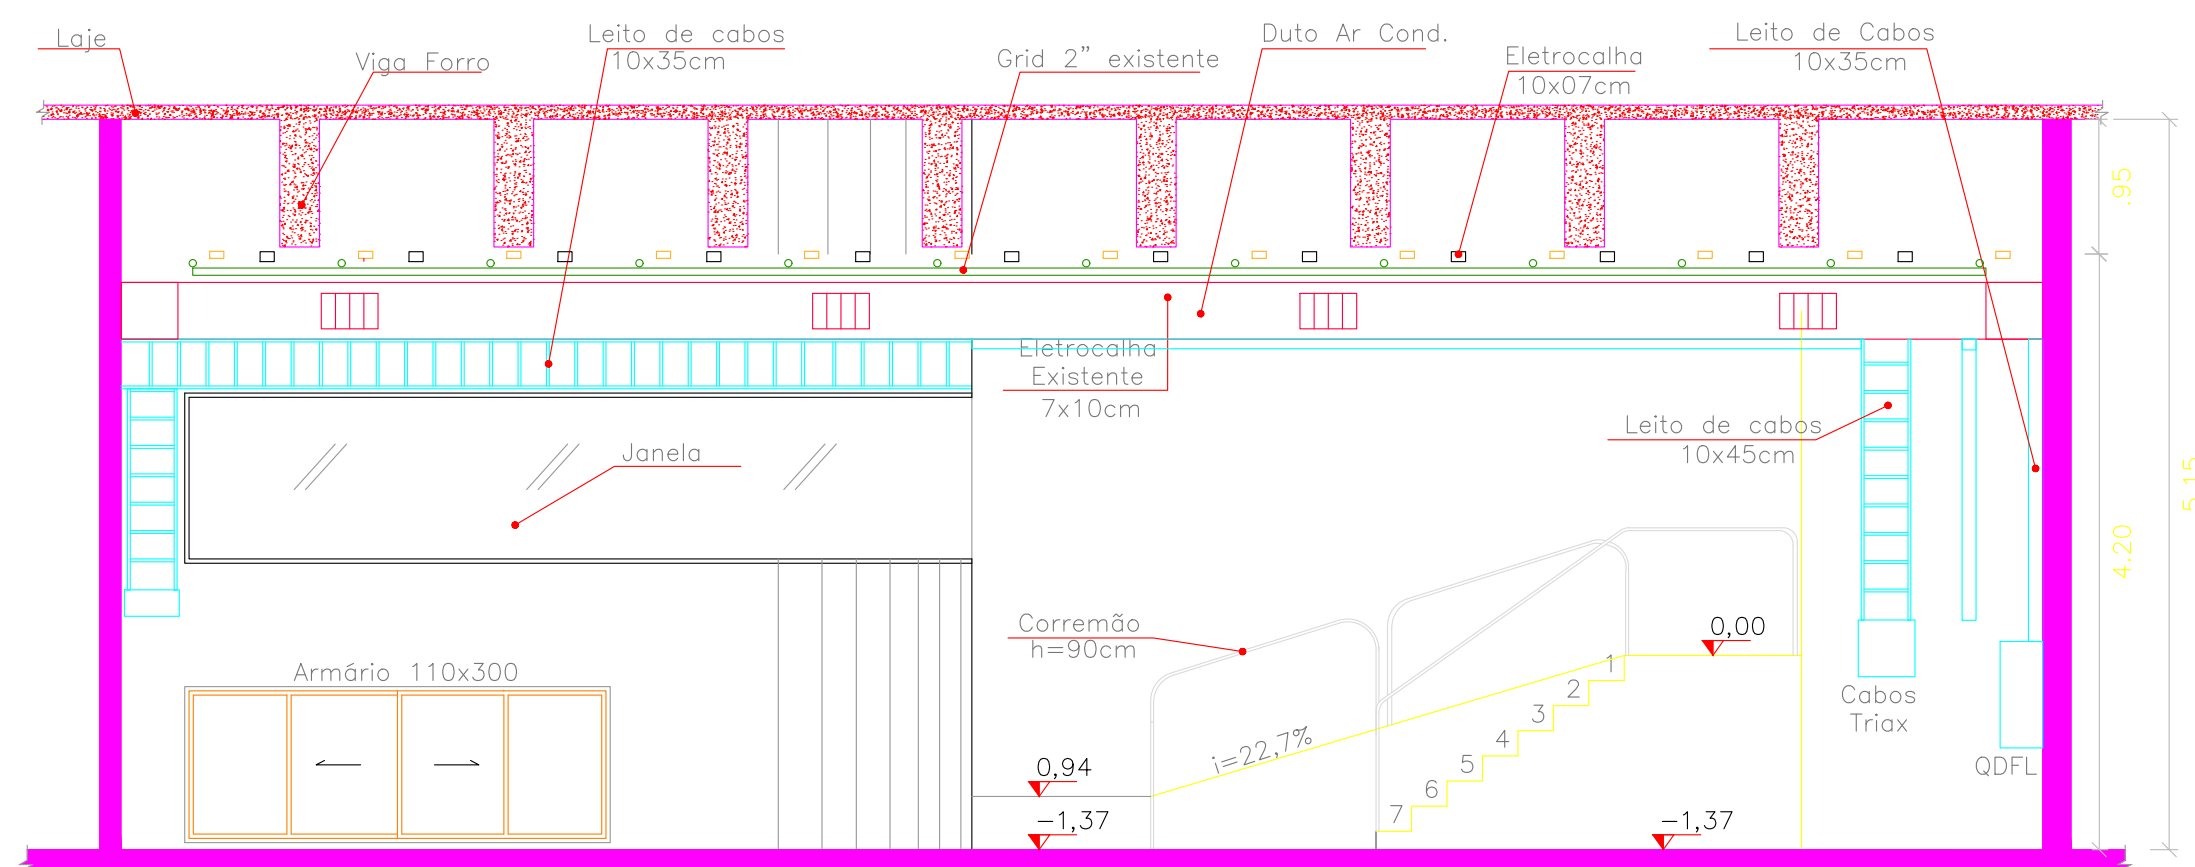 Laje
Viga Forro
Leito de cabos
10x35cm
Grid 2” existente
Duto Ar Cond.
Eletrocalha
10x07cm
Leito de Cabos
10x35cm
.95
Eletrocalha
Existente
7x10cm
Leito de cabos
10x45cm
Janela
5,15
4,20
Corremão
h=90cm
0,00
Armário 110x300
1
2
3
4
5
6
7
i=22,7%
Cabos
Triax
QDFL
0,94
−1,37
−1,37